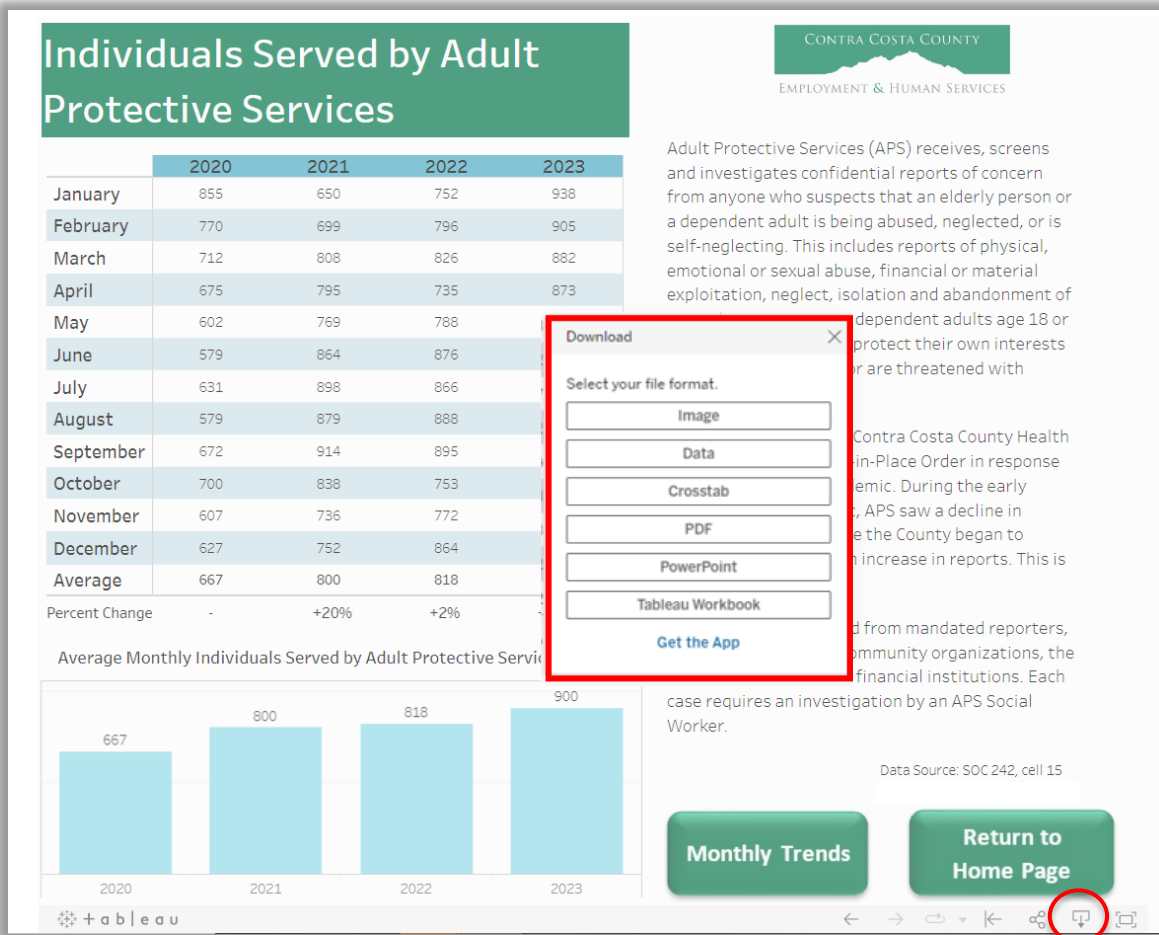 Individuals Served by Adult
Protective Services
CONTRA COSTA COUNTY
EMPLOYMENT & HUMAN SERVICES
2020 2021 2022 2023
January 855 650 752 938
February 770 699 796 905
March 712 808 826 882
April 675 795 735 873
May 602 769 788
June 579 864 876
July 631 898 866
August 579 879 888
September 672 914 895
October 700 838 753
November 607 736 772
December 627 752 864
Average 667 800 818
Percent Change - +20% +2%
Average Monthly Individuals Served by Adult Protective
667 800 818 900
2020 2021 2022 2023
Adult Protective Services (APS) receives, screens
and investigates confidential reports of concern
from anyone who suspects that an elderly person or
a dependent adult is being abused, neglected, or is
self-neglecting. This includes reports of physical,
emotional or sexual abuse, financial or material
exploitation, neglect, isolation and abandonment of
dependent adults age 18 or
protect their own interests
or are threatened with
Contra Costa County Health
-in-Place Order in response
During the early
, APS saw a decline in
the County began to
increase in reports. This is
from mandated reporters,
organizations, the
financial institutions. Each
case requires an investigation by an APS Social
Worker.
Data Source: SOC 242, cell 15
Download
Select your file format.
Image
Data
Crosstab
PDF
PowerPoint
Tableau Workbook
Get the App
Monthly Trends
Return to
Home Page
+ a b l e a u